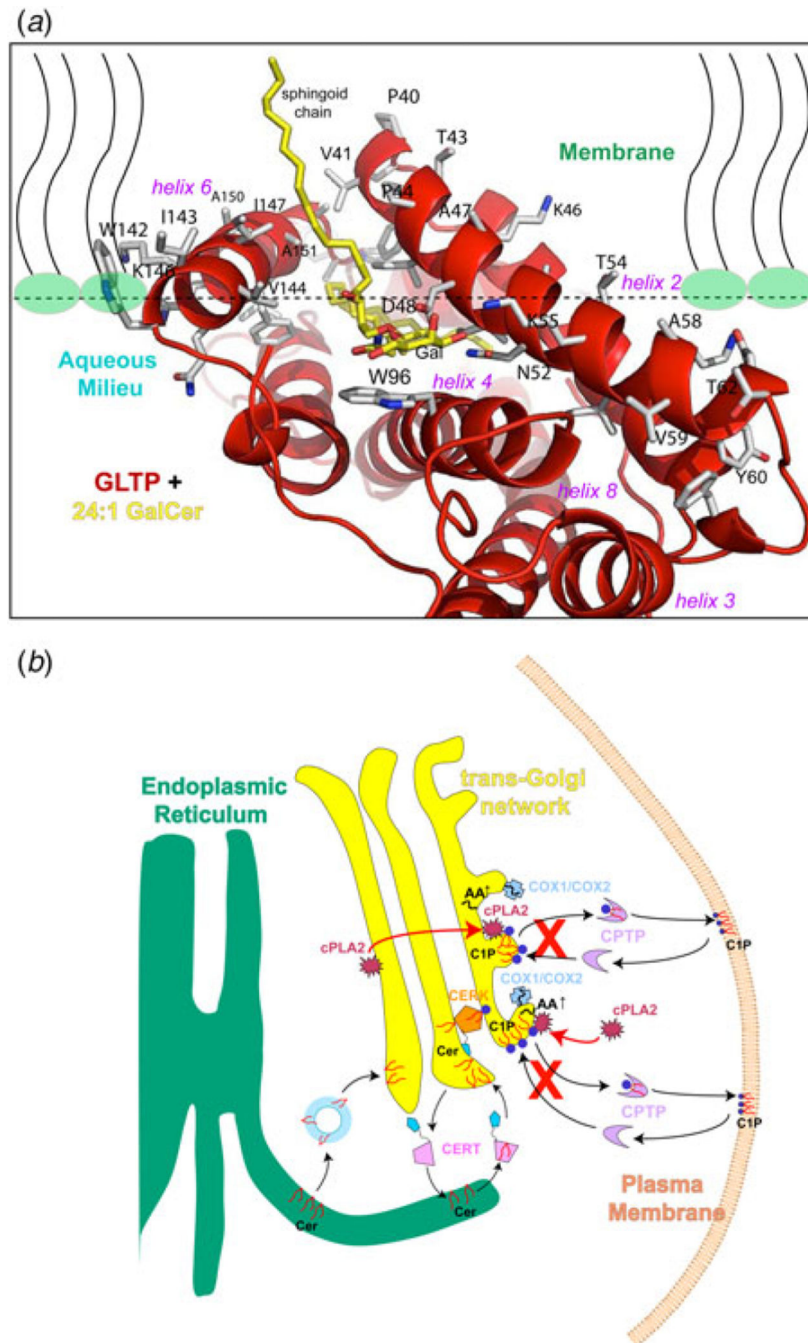 (a)
sphingoid
chain
P40
T43
V41
Membrane
helix 6
A150
I147
P44
A47
K46
W142
I143
A151
K146
T54
helix 2
V144
D48
K55
A58
Aqueous
Milieu
Gal
N52
W96
helix 4
T62
V59
Y60
GLTP +
24:1 GalCer
helix 8
helix 3
(b)
Endoplasmic
Reticulum
trans-Golgi
network
COX1/COX2
AA↑
cPLA2
cPLA2
X
CPTP
C1P
C1P
COX1/COX2
CERK
AA↑
C1P
cPLA2
Cer
X
CPTP
C1P
CERT
Plasma
Membrane
Cer
Cer